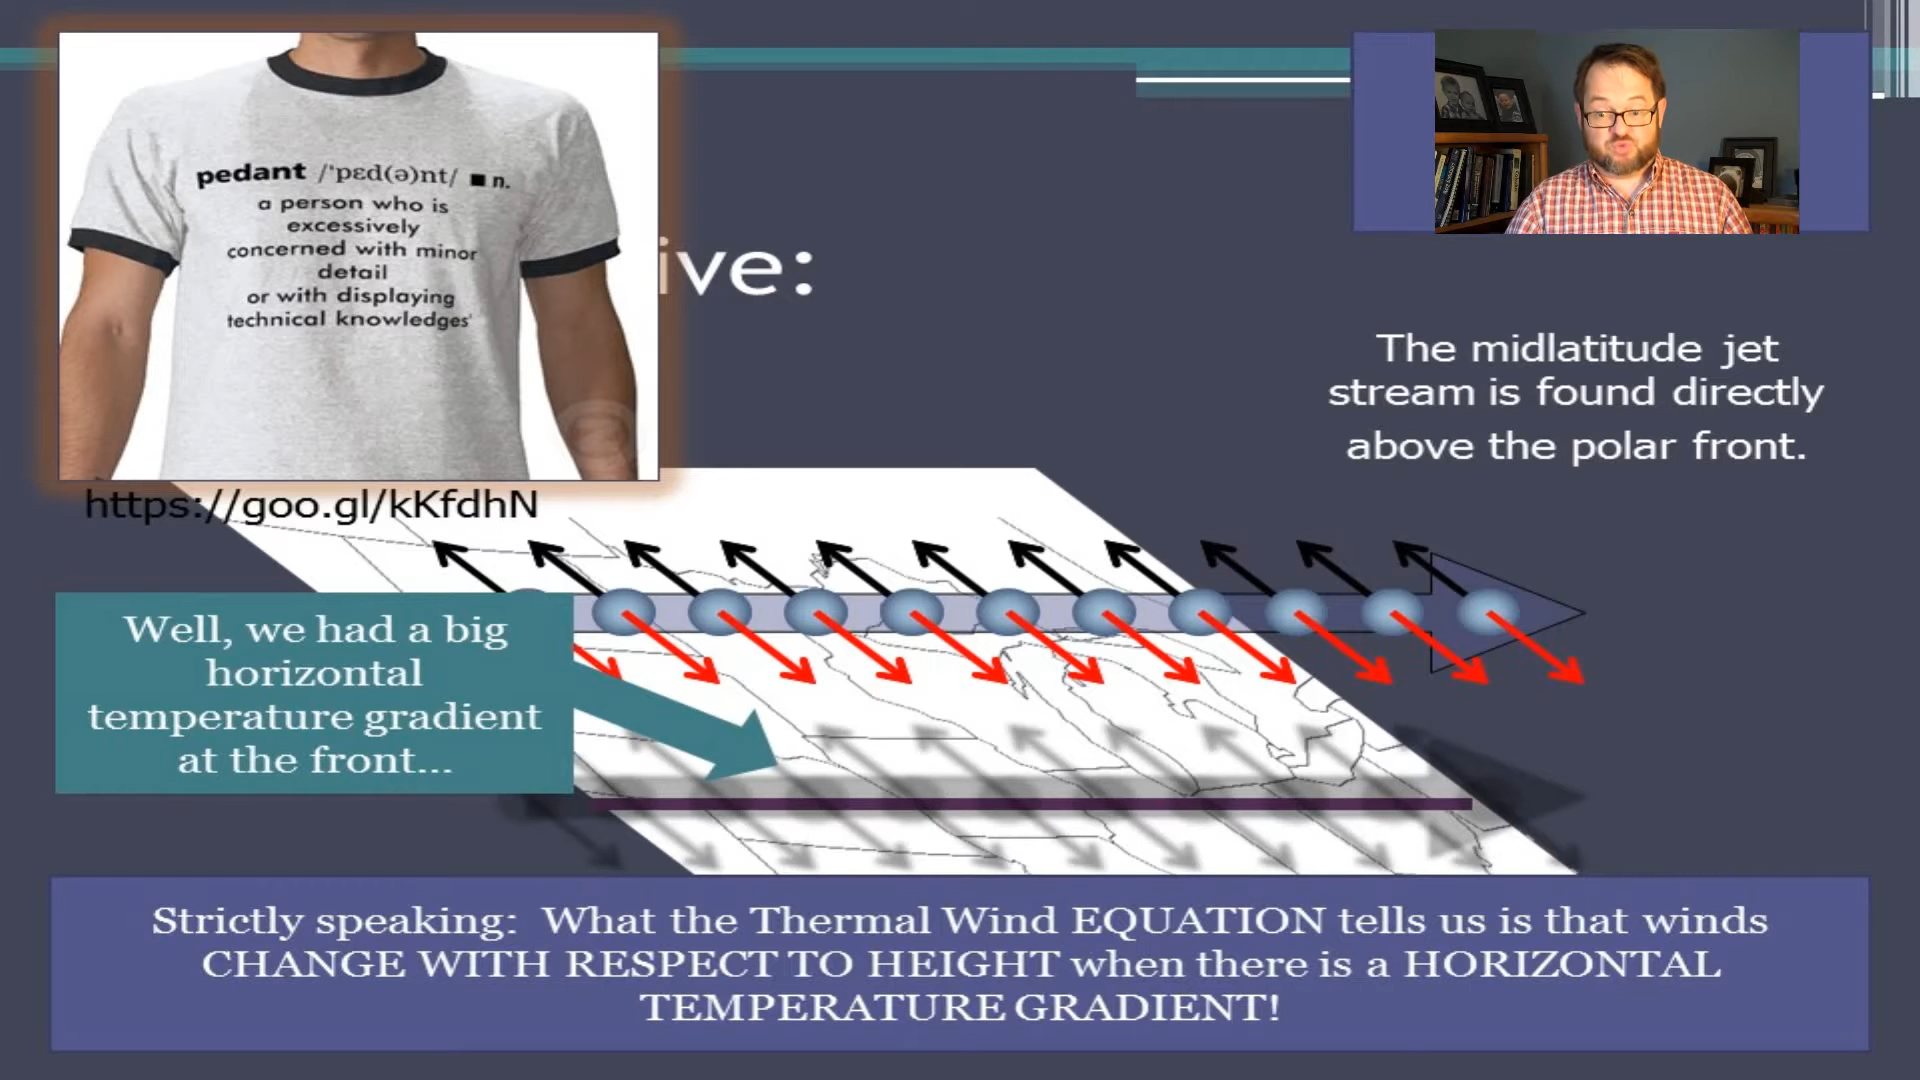 pedant /'pɛd(ə)nt/ ■ n.
a person who is
excessively
concerned with minor
detail
or with displaying
technical knowledges'
ive:
The midlatitude jet
stream is found directly
above the polar front.
https://goo.gl/kKfdhN
Well, we had a big
horizontal
temperature gradient
at the front...
Strictly speaking: What the Thermal Wind EQUATION tells us is that winds
CHANGE WITH RESPECT TO HEIGHT when there is a HORIZONTAL
TEMPERATURE GRADIENT!